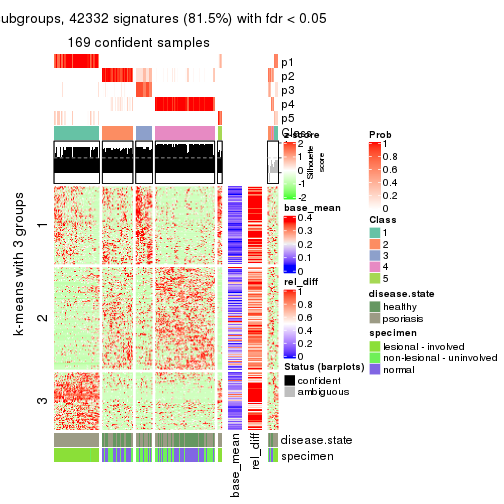 ubgroups, 42332 signatures (81.5%) with fdr < 0.05
169 confident samples
p1
p2
p3
p4
p5
Class
Silhouette
score
k-means with 3 groups
1
2
3
base_mean
rel_diff
disease.state
specimen
z-score
2
1
0
-1
-2
base_mean
0.4
0.3
0.2
0.1
0
rel_diff
1
0.8
0.6
0.4
0.2
0
Status (barplots)
confident
ambiguous
Prob
1
0.8
0.6
0.4
0.2
0
Class
1
2
3
4
5
disease.state
healthy
psoriasis
specimen
lesional - involved
non-lesional - uninvolved
normal